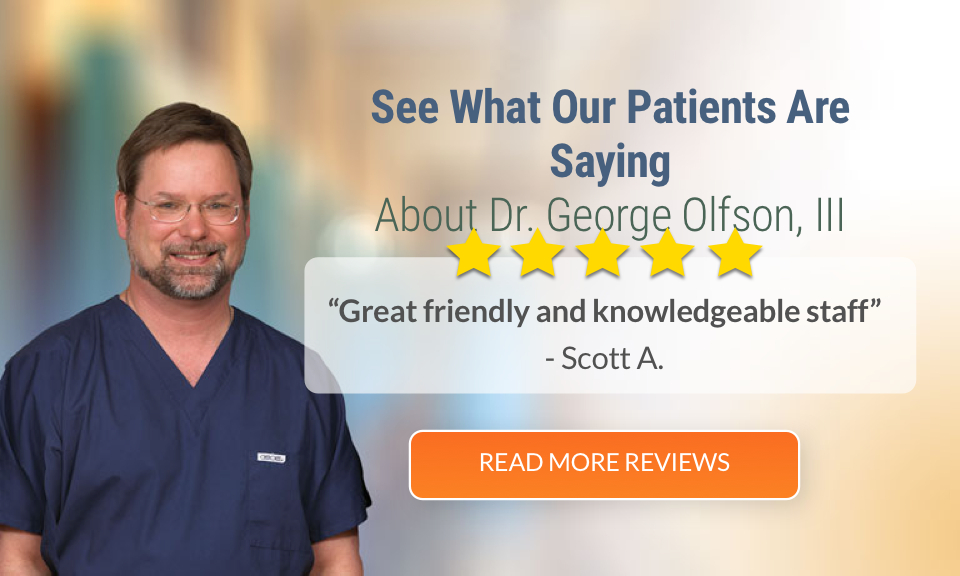 See What Our Patients Are
Saying
About Dr. George Olfson, III
“Great friendly and knowledgeable staff”
- Scott A.
READ MORE REVIEWS